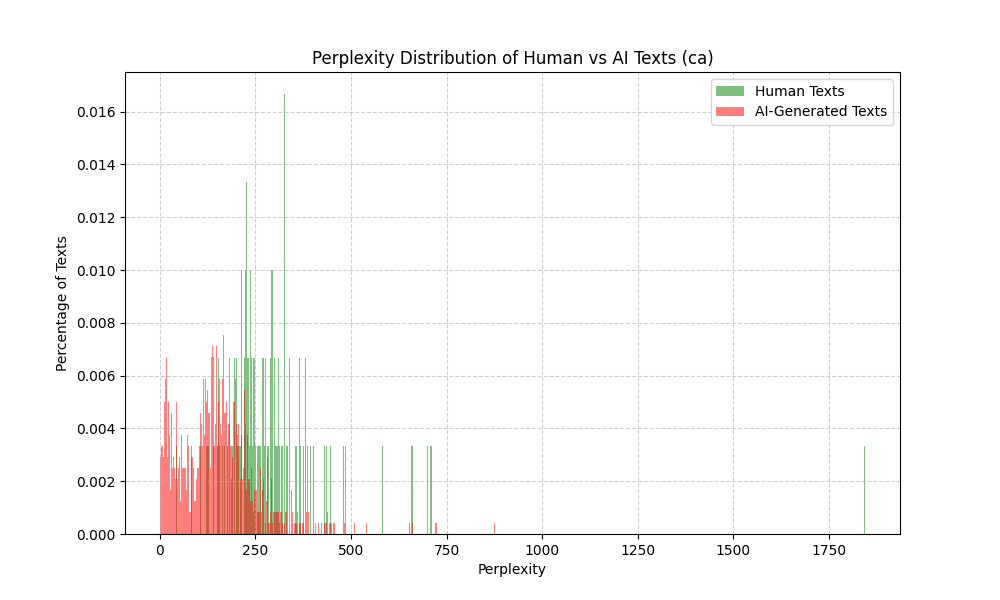 Perplexity Distribution of Human vs AI Texts (ca)
Human Texts
AI-Generated Texts
0.016
0.014
0.012
0.010
0.008
0.006
0.004
0.002
0.000
Percentage of Texts
0 250 500 750 1000 1250 1500 1750
Perplexity